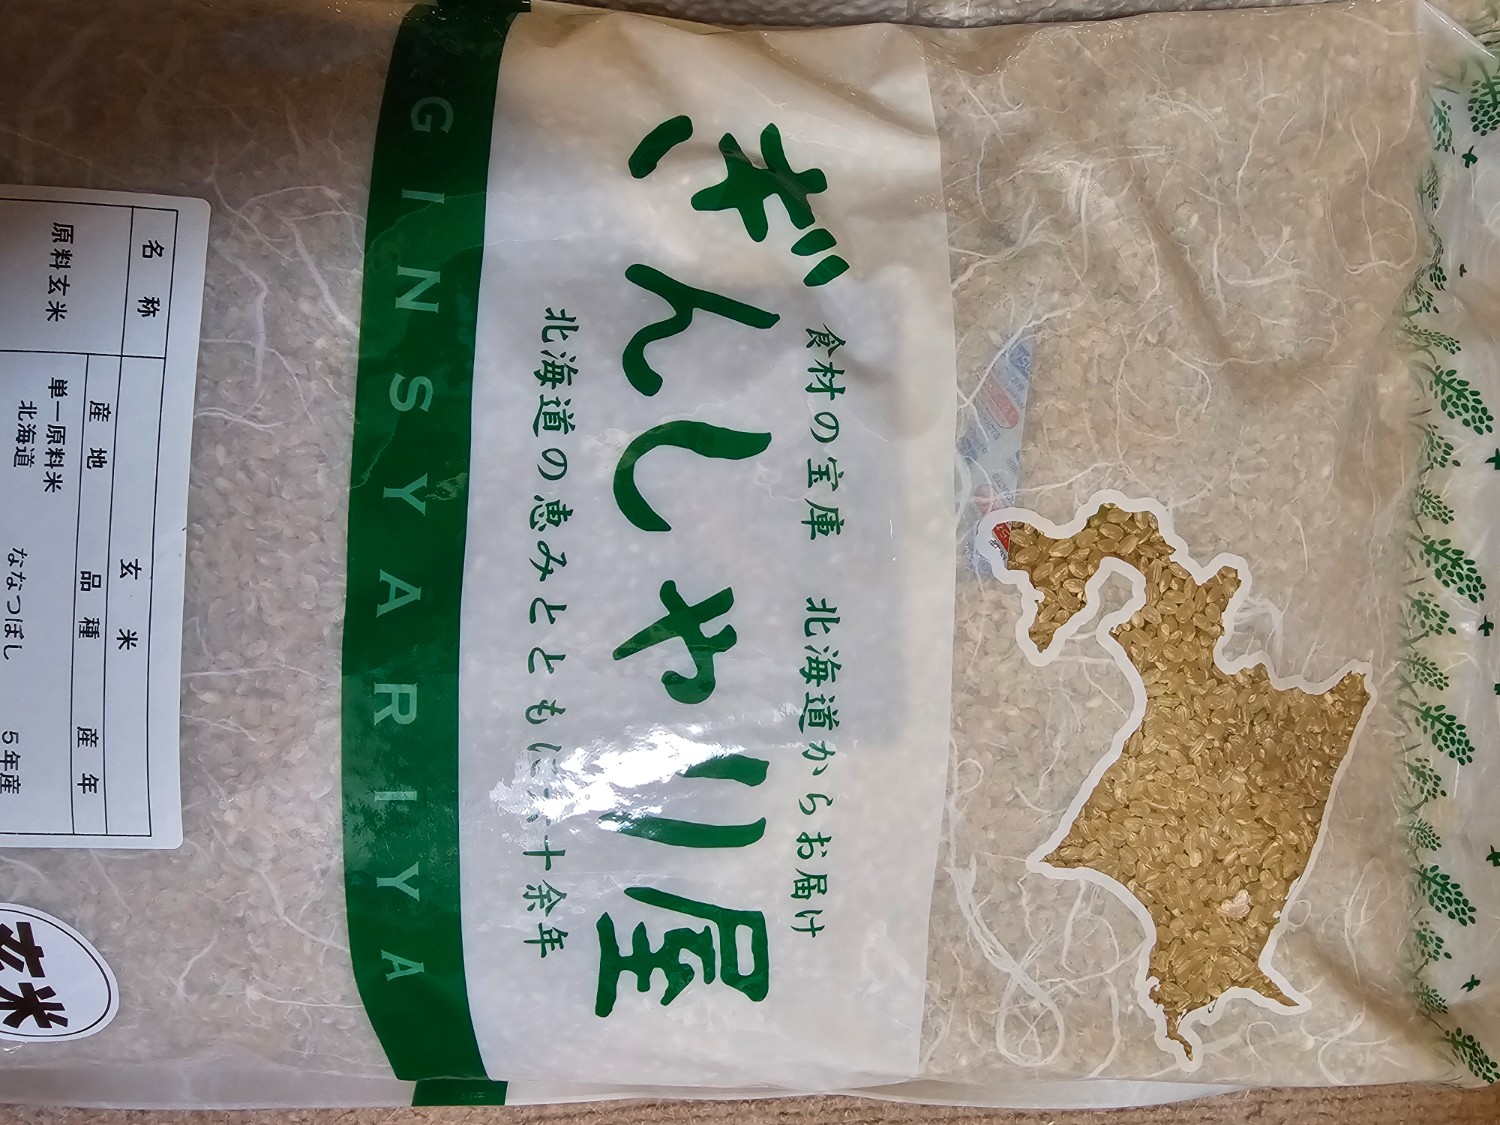 食材の宝庫 北海道からお届け
ぎんしゃり屋
北海道の恵みとともに 十余年
GINSYARIYA
名称 玄米
原料玄米
産地 品種 産年
単一原料米
北海道 ななつぼし 5年産
玄米